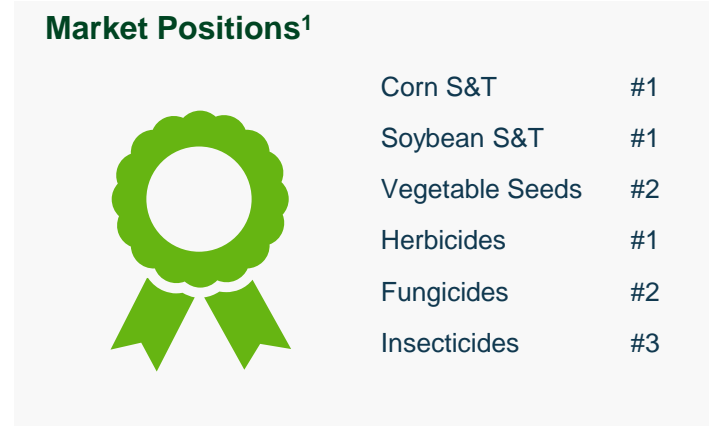 Market Positions¹
Corn S&T #1
Soybean S&T #1
Vegetable Seeds #2
Herbicides #1
Fungicides #2
Insecticides #3